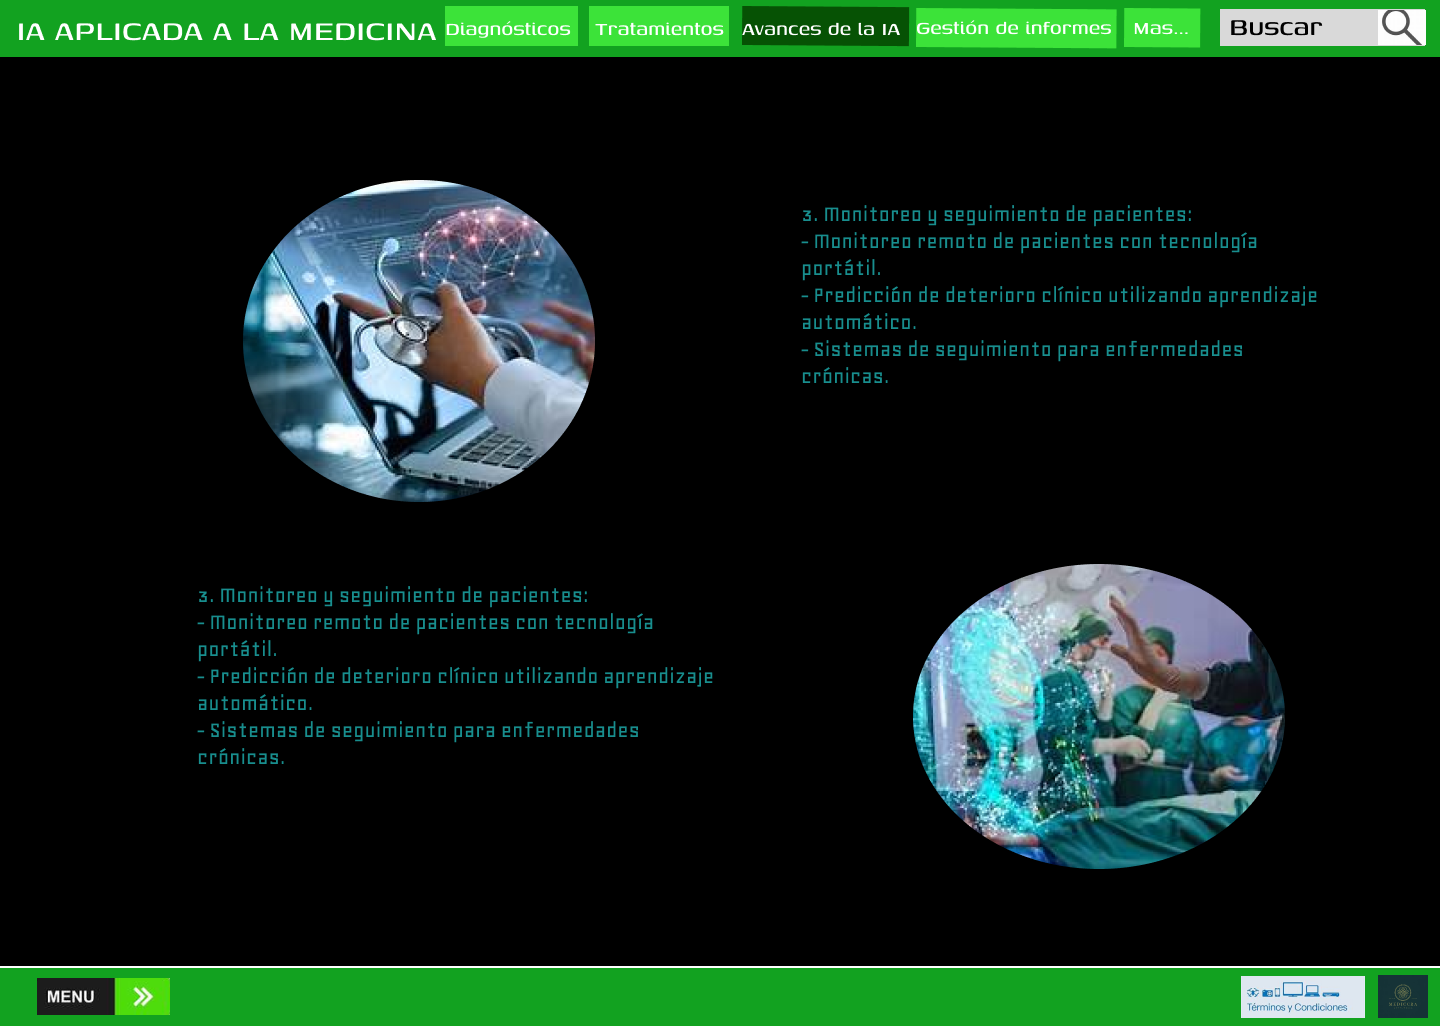 IA APLICADA A LA MEDICINA
Diagnósticos
Tratamientos
Avances de la IA
Gestión de informes
Mas...
Buscar
3. Monitoreo y seguimiento de pacientes:
- Monitoreo remoto de pacientes con tecnología
portátil.
- Predicción de deterioro clínico utilizando aprendizaje
automático.
- Sistemas de seguimiento para enfermedades
crónicas.
3. Monitoreo y seguimiento de pacientes:
- Monitoreo remoto de pacientes con tecnología
portátil.
- Predicción de deterioro clínico utilizando aprendizaje
automático.
- Sistemas de seguimiento para enfermedades
crónicas.
MENU
Términos y Condiciones